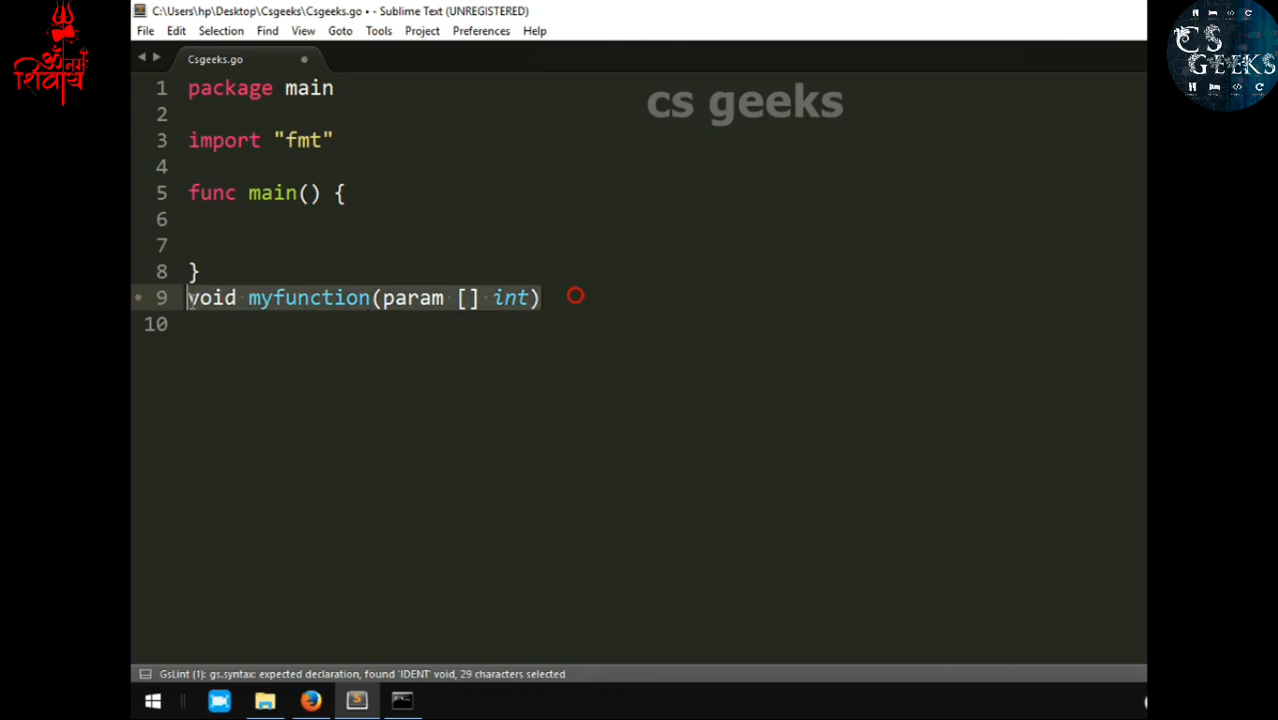 C:\Users\hp\Desktop\Csgeeks\Csgeeks.go • - Sublime Text (UNREGISTERED)
File Edit Selection Find View Goto Tools Project Preferences Help
Csgeeks.go
ॐ नमः
शिवाय
CS
GEEKS
cs geeks
1 package main
2
3 import "fmt"
4
5 func main() {
6
7
8 }
9 void myfunction(param [] int)
10
GsLint (1): gs.syntax: expected declaration, found 'IDENT' void, 29 characters selected